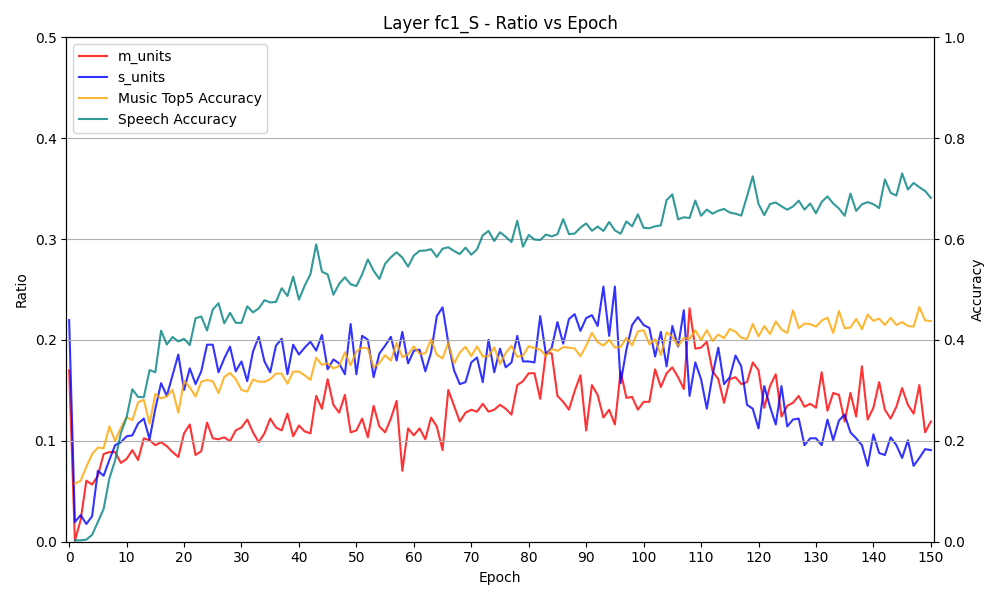 Layer fc1_S - Ratio vs Epoch
m_units
s_units
Music Top5 Accuracy
Speech Accuracy
0.5
0.4
0.3
0.2
0.1
0.0
Ratio
1.0
0.8
0.6
0.4
0.2
0.0
Accuracy
0 10 20 30 40 50 60 70 80 90 100 110 120 130 140 150
Epoch